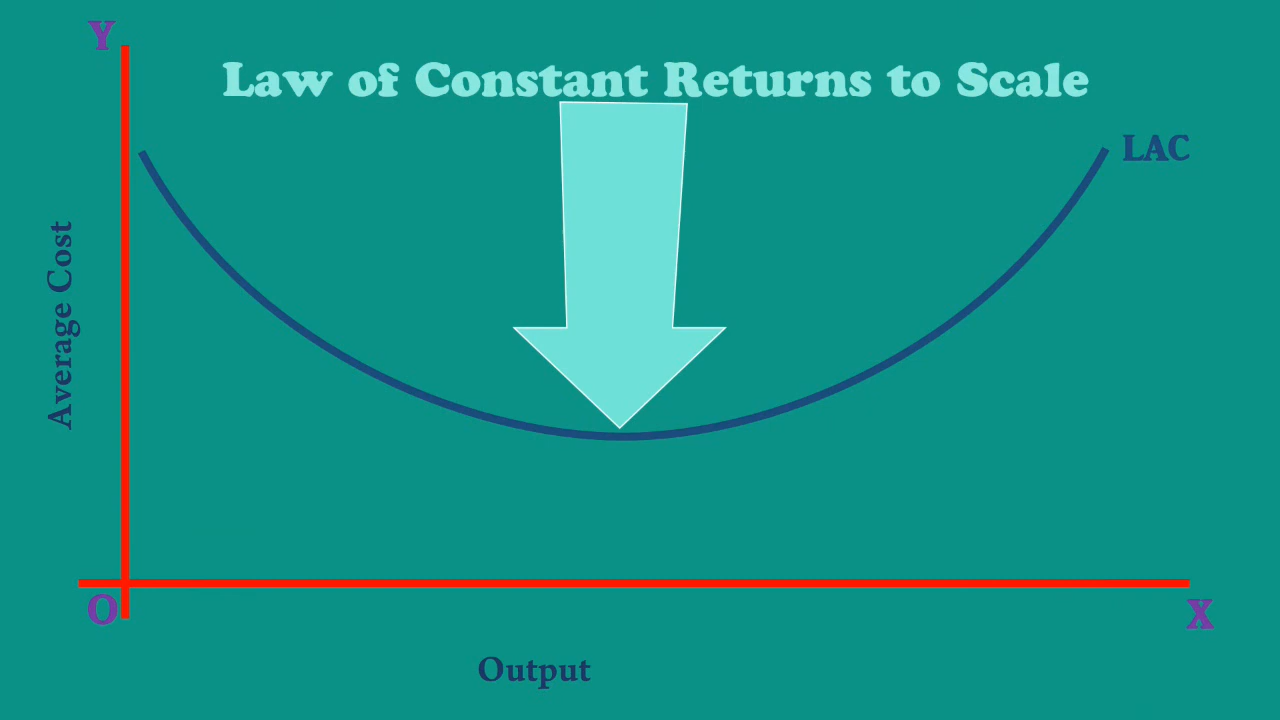 Y
Law of Constant Returns to Scale
LAC
Average Cost
O
X
Output